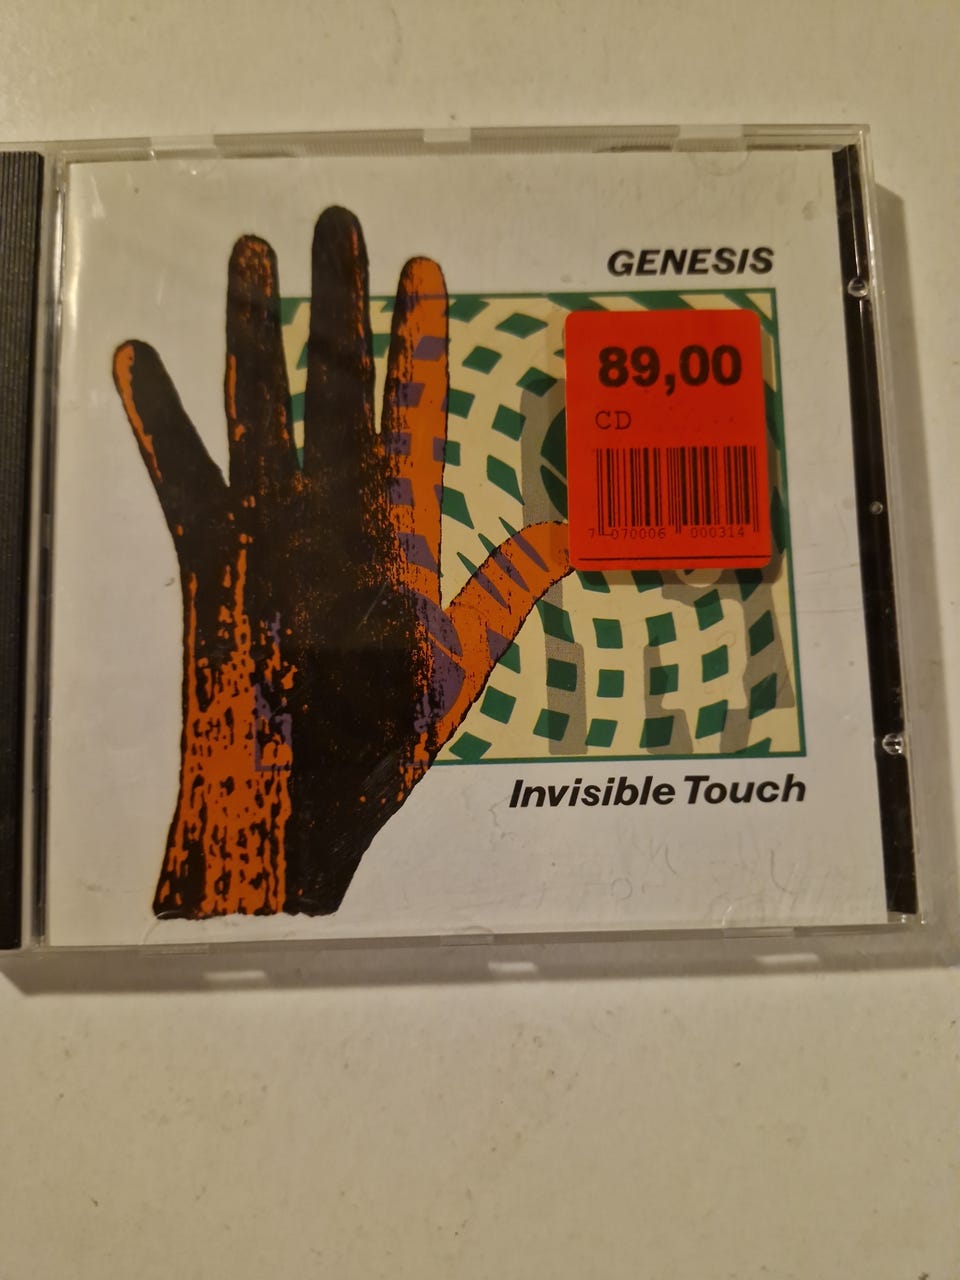 GENESIS
89,00
CD
7 070006 000314
Invisible Touch